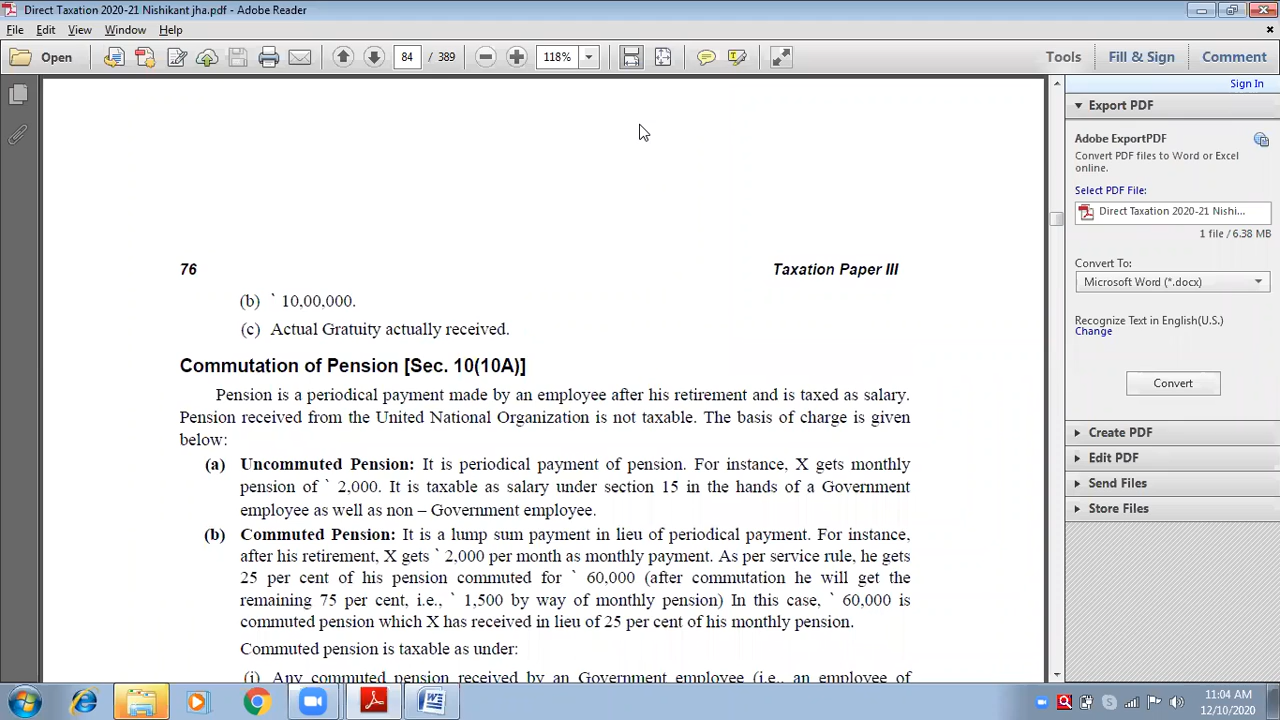 Direct Taxation 2020-21 Nishikant jha.pdf - Adobe Reader
File Edit View Window Help
Open 84 / 389 118% Tools Fill & Sign Comment
Sign In
Export PDF
Adobe ExportPDF
Convert PDF files to Word or Excel
online.
Select PDF File:
Direct Taxation 2020-21 Nishi...
1 file / 6.38 MB
Convert To:
Microsoft Word (*.docx)
Recognize Text in English(U.S.)
Change
Convert
Create PDF
Edit PDF
Send Files
Store Files
76 Taxation Paper III
(b) ` 10,00,000.
(c) Actual Gratuity actually received.
Commutation of Pension [Sec. 10(10A)]
Pension is a periodical payment made by an employee after his retirement and is taxed as salary.
Pension received from the United National Organization is not taxable. The basis of charge is given
below:
(a) Uncommuted Pension: It is periodical payment of pension. For instance, X gets monthly
pension of ` 2,000. It is taxable as salary under section 15 in the hands of a Government
employee as well as non – Government employee.
(b) Commuted Pension: It is a lump sum payment in lieu of periodical payment. For instance,
after his retirement, X gets ` 2,000 per month as monthly payment. As per service rule, he gets
25 per cent of his pension commuted for ` 60,000 (after commutation he will get the
remaining 75 per cent, i.e., ` 1,500 by way of monthly pension) In this case, ` 60,000 is
commuted pension which X has received in lieu of 25 per cent of his monthly pension.
Commuted pension is taxable as under:
(i) Any commuted pension received by an Government employee (i.e., an employee of
11:04 AM
12/10/2020